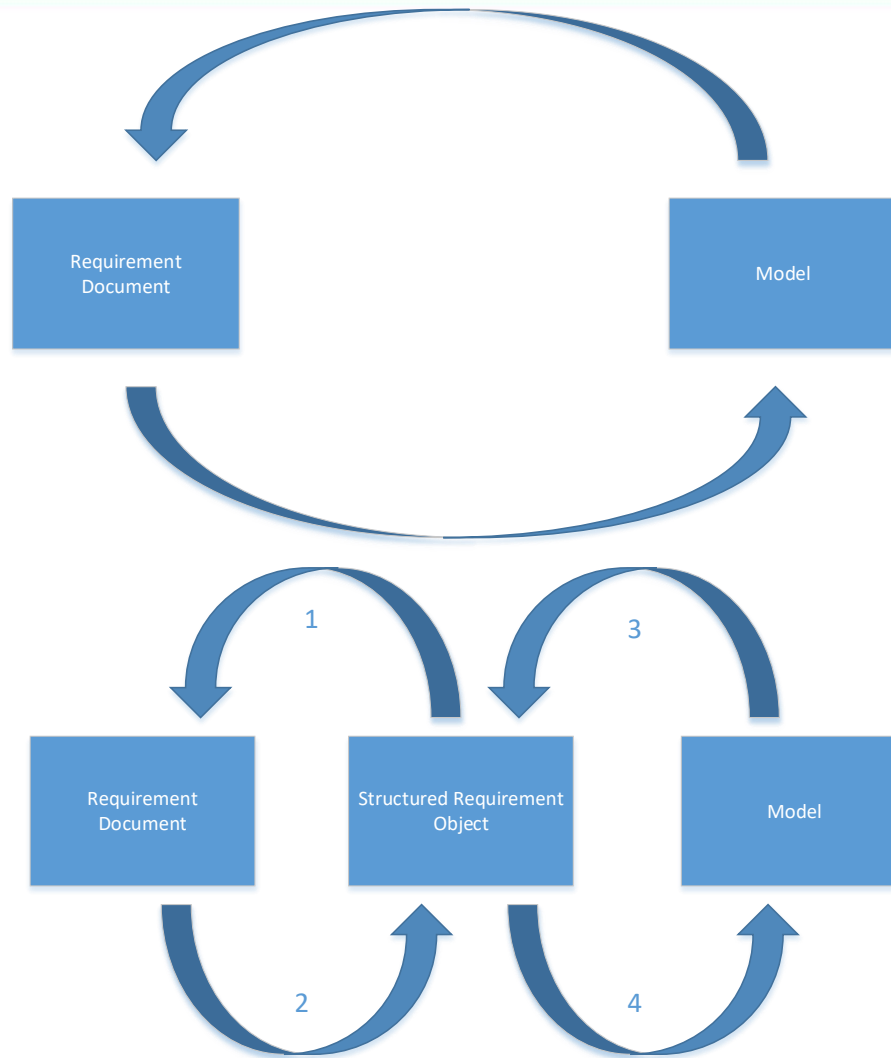 Requirement
Document
Model
1
3
Requirement
Document
Structured Requirement
Object
Model
2
4